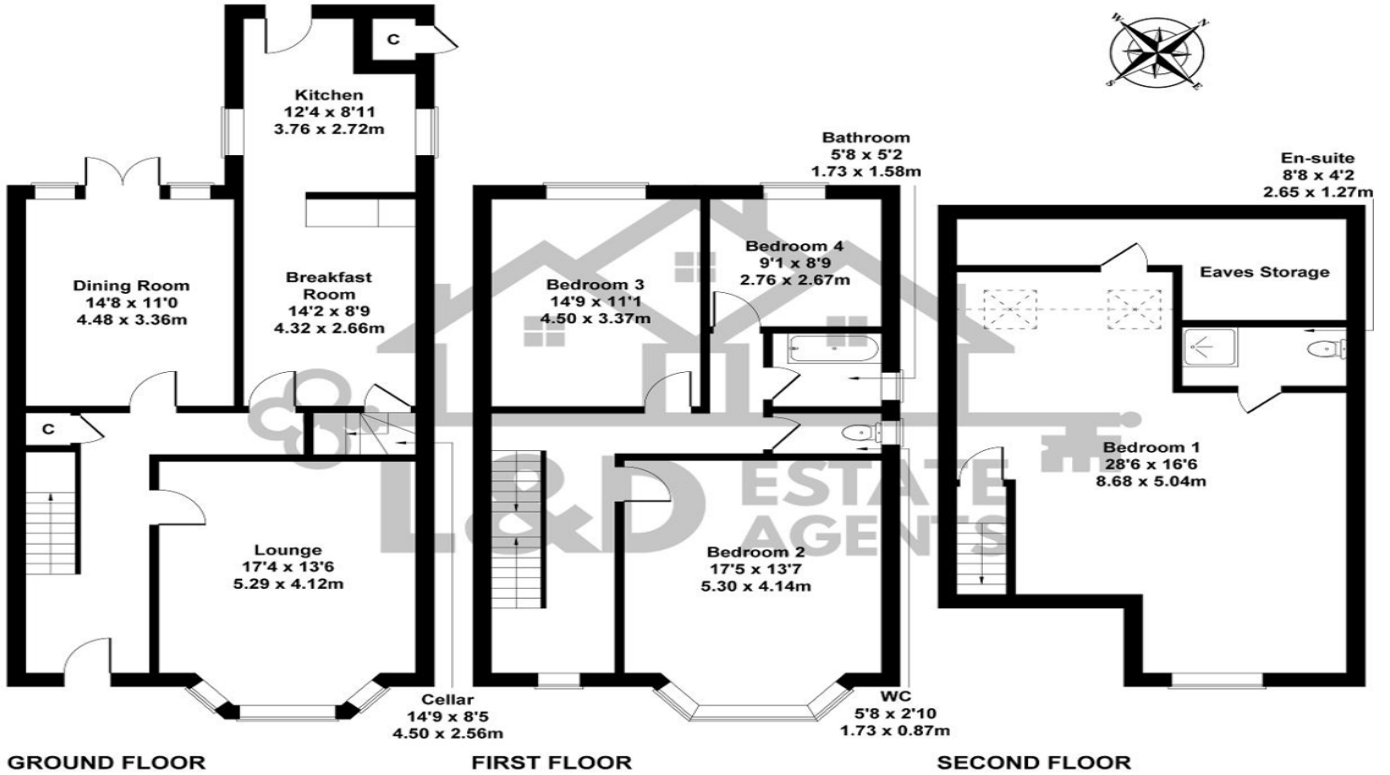 C
Kitchen
12'4 x 8'11
3.76 x 2.72m
Dining Room
14'8 x 11'0
4.48 x 3.36m
Breakfast
Room
14'2 x 8'9
4.32 x 2.66m
C
Lounge
17'4 x 13'6
5.29 x 4.12m
Cellar
14'9 x 8'5
4.50 x 2.56m
GROUND FLOOR
Bathroom
5'8 x 5'2
1.73 x 1.58m
Bedroom 3
14'9 x 11'1
4.50 x 3.37m
Bedroom 4
9'1 x 8'9
2.76 x 2.67m
Bedroom 2
17'5 x 13'7
5.30 x 4.14m
WC
5'8 x 2'10
1.73 x 0.87m
FIRST FLOOR
W N
S E
En-suite
8'8 x 4'2
2.65 x 1.27m
Eaves Storage
Bedroom 1
28'6 x 16'6
8.68 x 5.04m
SECOND FLOOR
L&D ESTATE
AGENTS